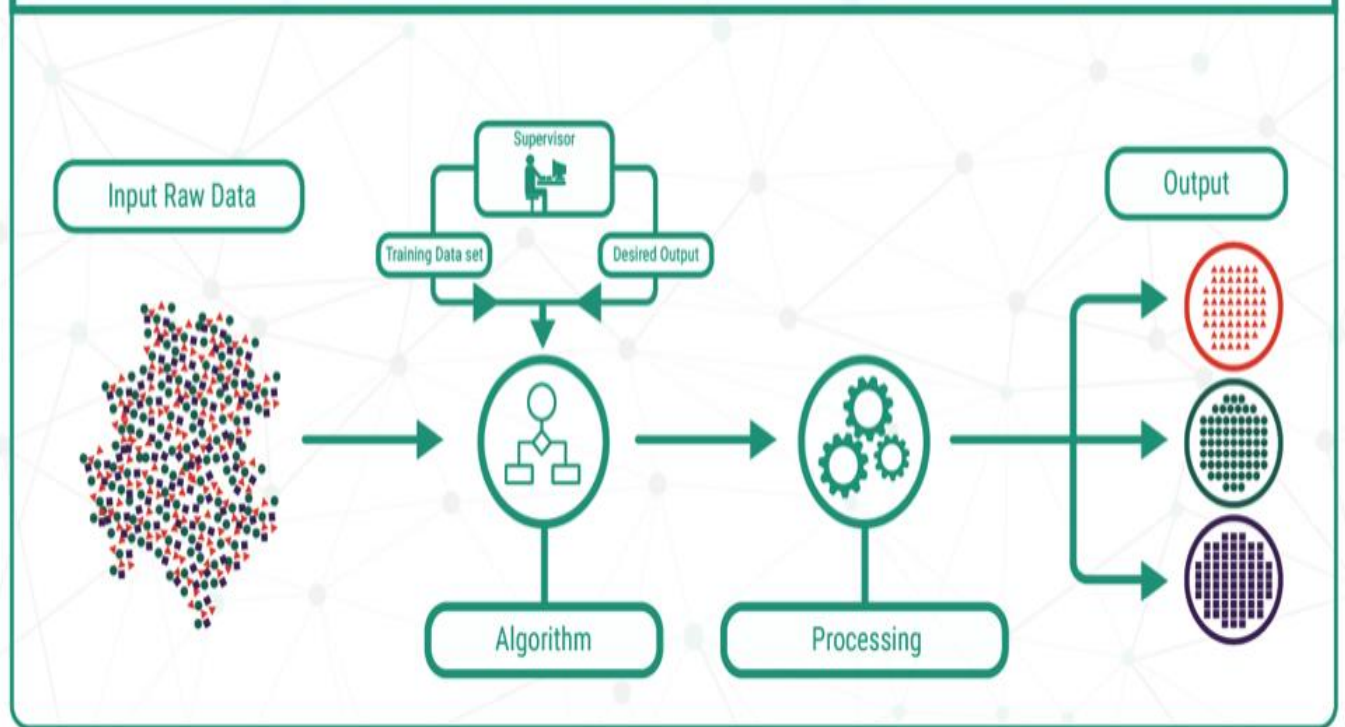 Supervisor
Input Raw Data
Output
Training Data set
Desired Output
Algorithm
Processing